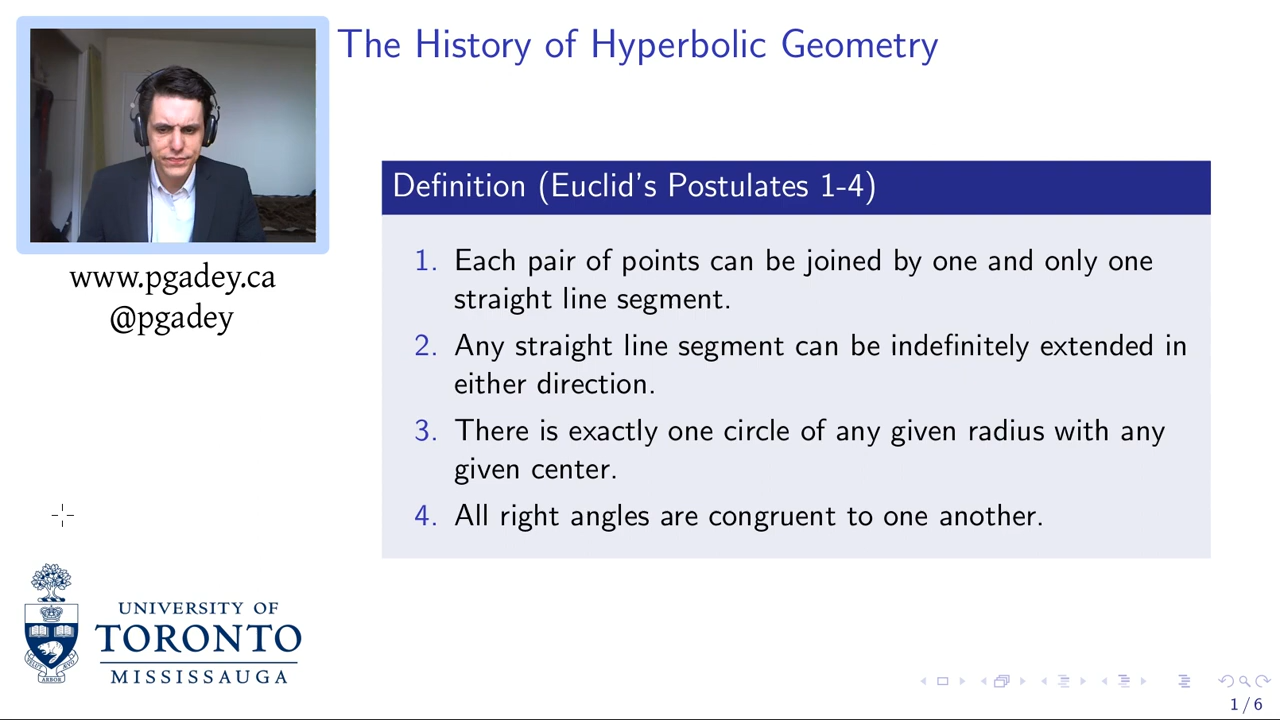 The History of Hyperbolic Geometry
www.pgadey.ca
@pgadey
Definition (Euclid's Postulates 1-4)
1. Each pair of points can be joined by one and only one
straight line segment.
2. Any straight line segment can be indefinitely extended in
either direction.
3. There is exactly one circle of any given radius with any
given center.
4. All right angles are congruent to one another.
UNIVERSITY OF
TORONTO
MISSISSAUGA
1 / 6